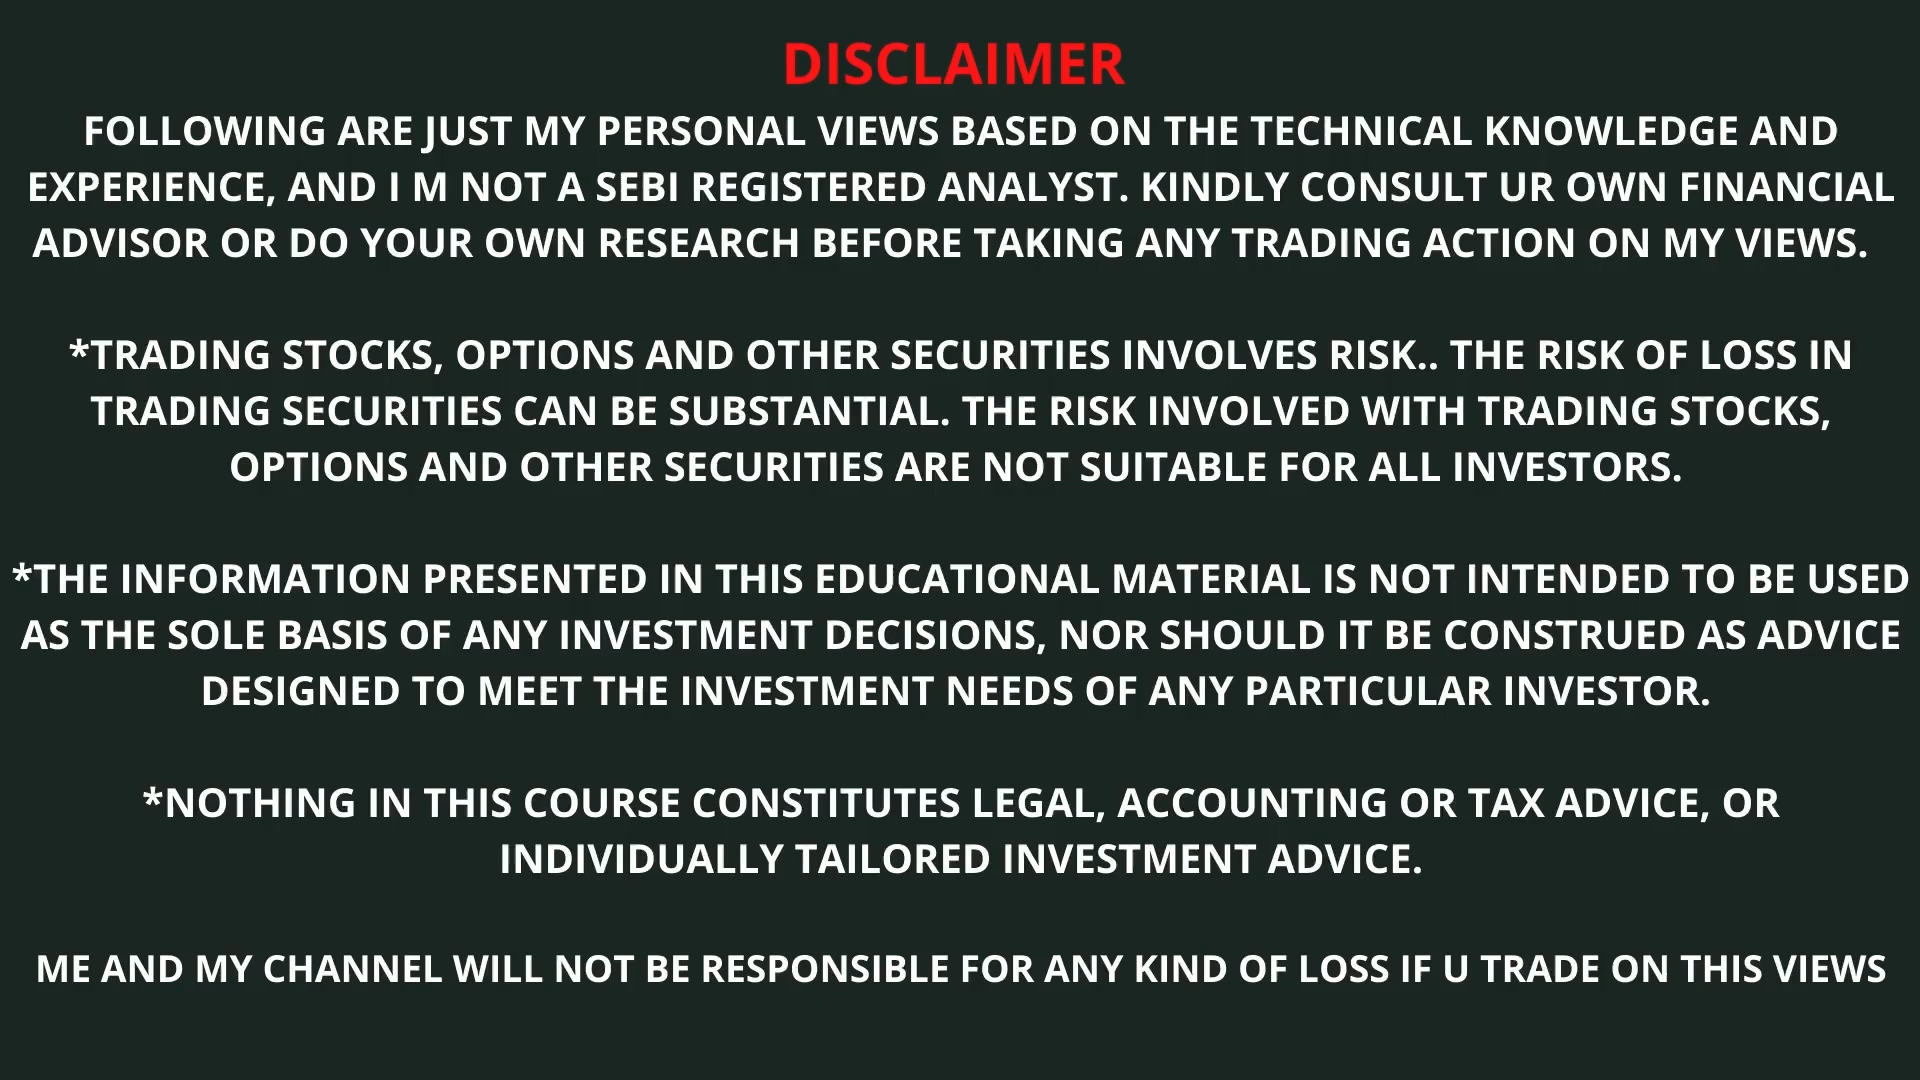 DISCLAIMER
FOLLOWING ARE JUST MY PERSONAL VIEWS BASED ON THE TECHNICAL KNOWLEDGE AND
EXPERIENCE, AND I M NOT A SEBI REGISTERED ANALYST. KINDLY CONSULT UR OWN FINANCIAL
ADVISOR OR DO YOUR OWN RESEARCH BEFORE TAKING ANY TRADING ACTION ON MY VIEWS.
*TRADING STOCKS, OPTIONS AND OTHER SECURITIES INVOLVES RISK.. THE RISK OF LOSS IN
TRADING SECURITIES CAN BE SUBSTANTIAL. THE RISK INVOLVED WITH TRADING STOCKS,
OPTIONS AND OTHER SECURITIES ARE NOT SUITABLE FOR ALL INVESTORS.
*THE INFORMATION PRESENTED IN THIS EDUCATIONAL MATERIAL IS NOT INTENDED TO BE USED
AS THE SOLE BASIS OF ANY INVESTMENT DECISIONS, NOR SHOULD IT BE CONSTRUED AS ADVICE
DESIGNED TO MEET THE INVESTMENT NEEDS OF ANY PARTICULAR INVESTOR.
*NOTHING IN THIS COURSE CONSTITUTES LEGAL, ACCOUNTING OR TAX ADVICE, OR
INDIVIDUALLY TAILORED INVESTMENT ADVICE.
ME AND MY CHANNEL WILL NOT BE RESPONSIBLE FOR ANY KIND OF LOSS IF U TRADE ON THIS VIEWS